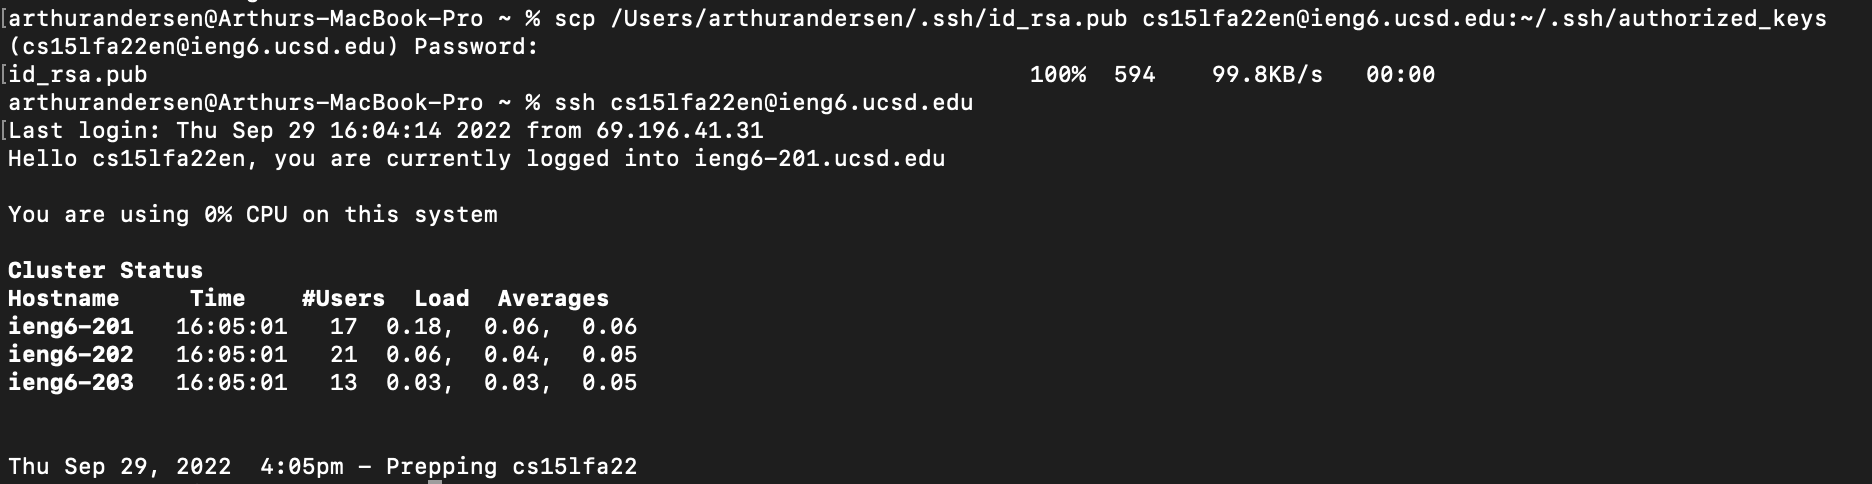 [arthurandersen@Arthurs-MacBook-Pro ~ % scp /Users/arthurandersen/.ssh/id_rsa.pub cs15lfa22en@ieng6.ucsd.edu:~/.ssh/authorized_keys
(cs15lfa22en@ieng6.ucsd.edu) Password:
[id_rsa.pub 100% 594 99.8KB/s 00:00
arthurandersen@Arthurs-MacBook-Pro ~ % ssh cs15lfa22en@ieng6.ucsd.edu
[Last login: Thu Sep 29 16:04:14 2022 from 69.196.41.31
Hello cs15lfa22en, you are currently logged into ieng6-201.ucsd.edu
You are using 0% CPU on this system
Cluster Status
Hostname Time #Users Load Averages
ieng6-201 16:05:01 17 0.18, 0.06, 0.06
ieng6-202 16:05:01 21 0.06, 0.04, 0.05
ieng6-203 16:05:01 13 0.03, 0.03, 0.05
Thu Sep 29, 2022 4:05pm - Prepping cs15lfa22